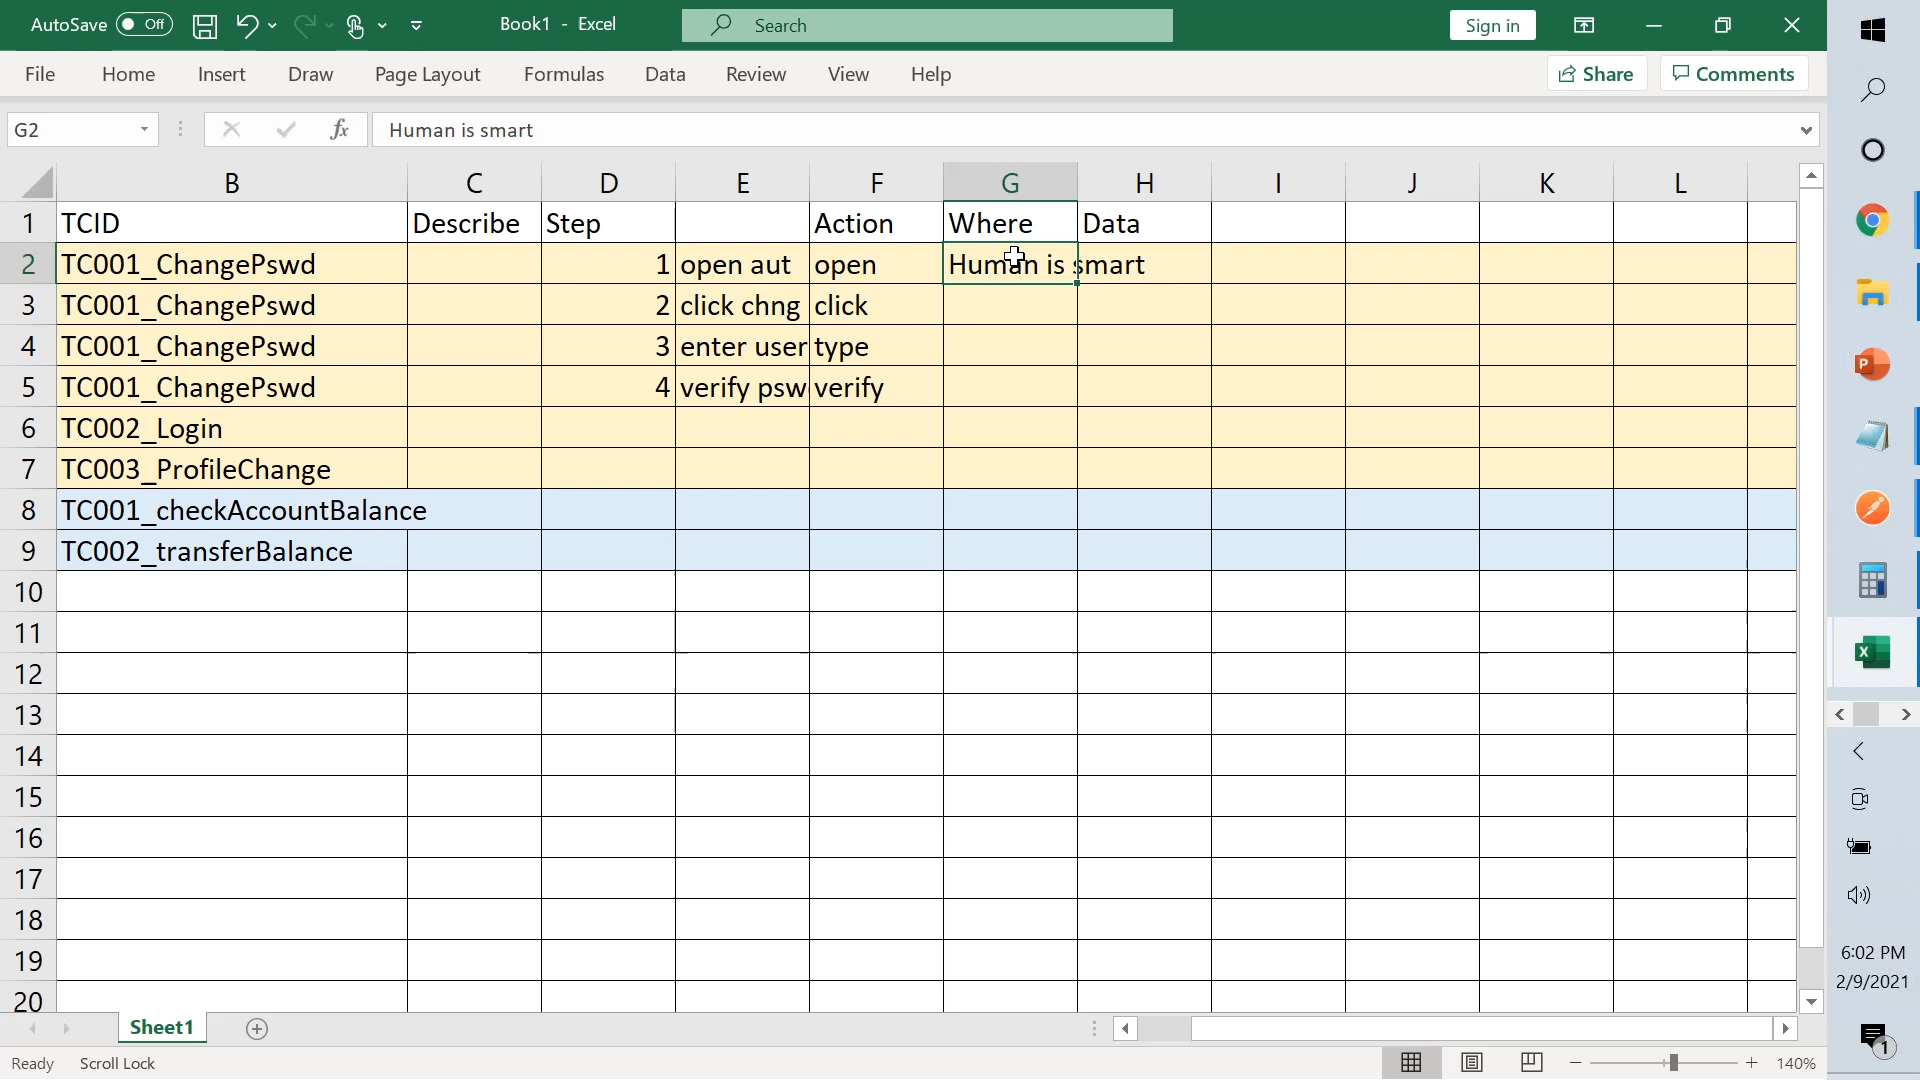 AutoSave Off Book1 - Excel Search Sign in
File Home Insert Draw Page Layout Formulas Data Review View Help Share Comments
G2 fx Human is smart
B C D E F G H I J K L
1 TCID Describe Step Action Where Data
2 TC001_ChangePswd 1 open aut open Human is smart
3 TC001_ChangePswd 2 click chng click
4 TC001_ChangePswd 3 enter user type
5 TC001_ChangePswd 4 verify psw verify
6 TC002_Login
7 TC003_ProfileChange
8 TC001_checkAccountBalance
9 TC002_transferBalance
10
11
12
13
14
15
16
17
18
19
20
Sheet1
Ready Scroll Lock 140%
6:02 PM
2/9/2021
1